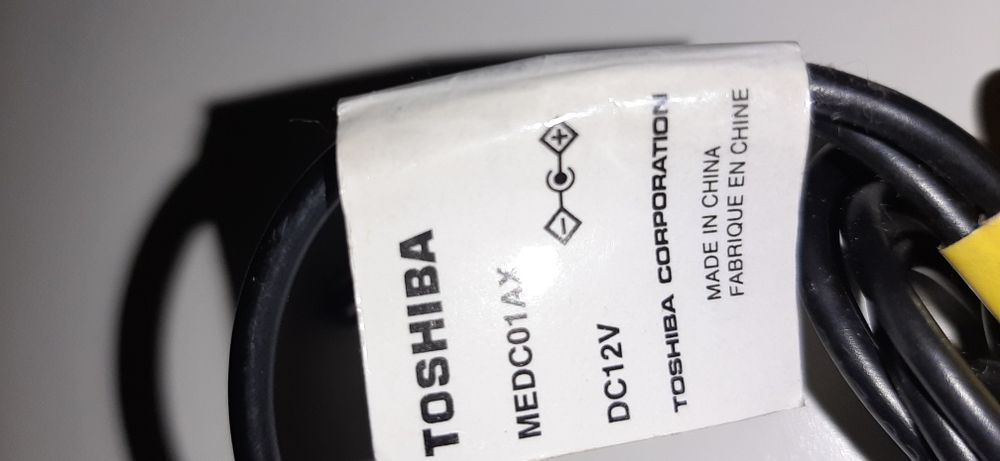 TOSHIBA
MEDC01AX
DC12V
TOSHIBA CORPORATION
MADE IN CHINA
FABRIQUE EN CHINE